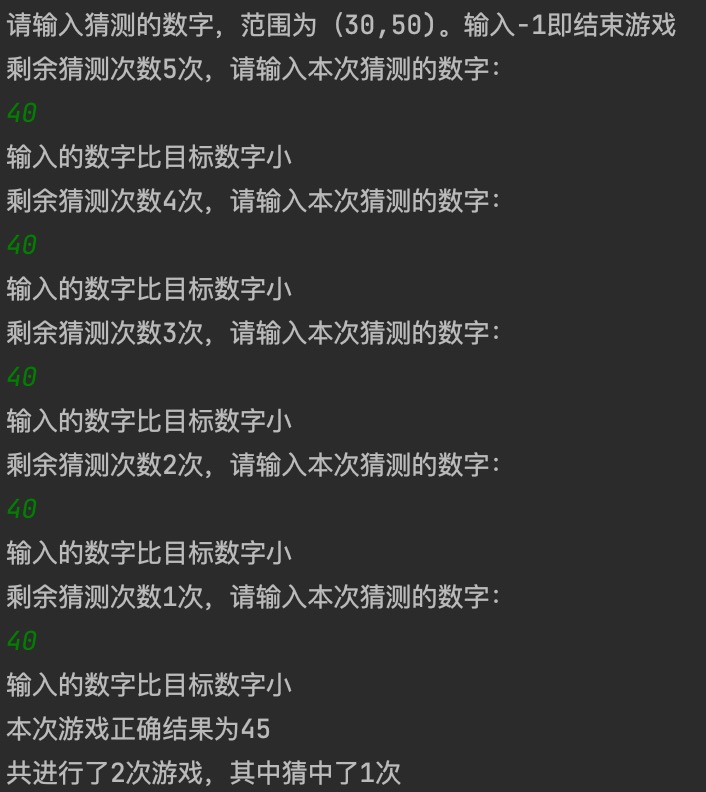 请输入猜测的数字，范围为（30,50）。输入-1即结束游戏
剩余猜测次数5次，请输入本次猜测的数字：
40
输入的数字比目标数字小
剩余猜测次数4次，请输入本次猜测的数字：
40
输入的数字比目标数字小
剩余猜测次数3次，请输入本次猜测的数字：
40
输入的数字比目标数字小
剩余猜测次数2次，请输入本次猜测的数字：
40
输入的数字比目标数字小
剩余猜测次数1次，请输入本次猜测的数字：
40
输入的数字比目标数字小
本次游戏正确结果为45
共进行了2次游戏，其中猜中了1次